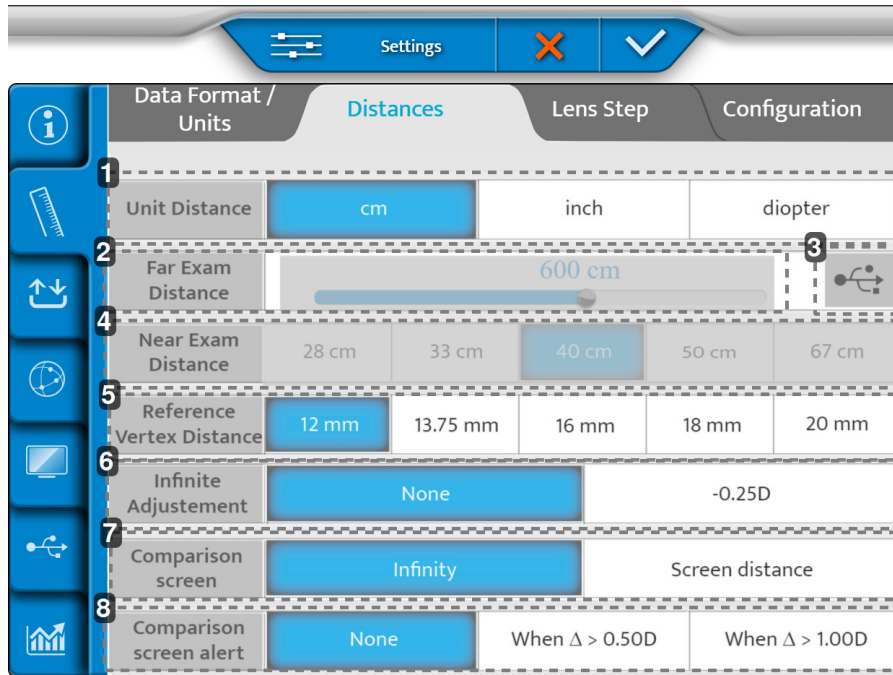 Settings
Data Format /
Units
Distances
Lens Step
Configuration
1
Unit Distance
cm
inch
diopter
2
Far Exam
Distance
600 cm
3
4
Near Exam
Distance
28 cm
33 cm
40 cm
50 cm
67 cm
5
Reference
Vertex Distance
12 mm
13.75 mm
16 mm
18 mm
20 mm
6
Infinite
Adjustement
None
-0.25D
7
Comparison
screen
Infinity
Screen distance
8
Comparison
screen alert
None
When Δ > 0.50D
When Δ > 1.00D